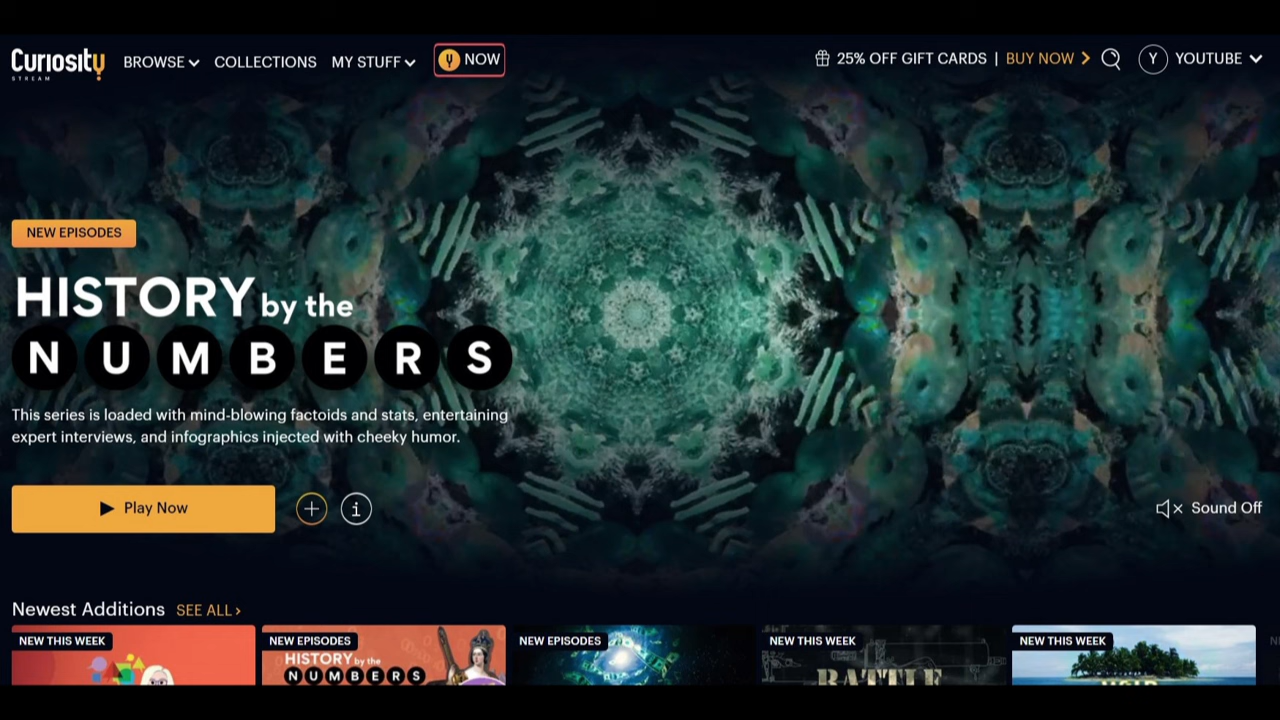 Curiosity
STREAM
BROWSE
COLLECTIONS
MY STUFF
NOW
25% OFF GIFT CARDS | BUY NOW
Y
YOUTUBE
NEW EPISODES
HISTORY by the
NUMBERS
This series is loaded with mind-blowing factoids and stats, entertaining
expert interviews, and infographics injected with cheeky humor.
Play Now
Sound Off
Newest Additions SEE ALL
NEW THIS WEEK
NEW EPISODES
HISTORY by the
NUMBERS
NEW EPISODES
NEW THIS WEEK
BATTLE
NEW THIS WEEK